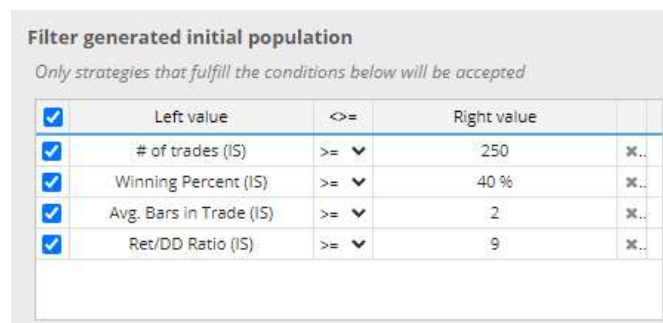 Filter generated initial population
Only strategies that fulfill the conditions below will be accepted
Left value <>= Right value
# of trades (IS) >= 250
Winning Percent (IS) >= 40 %
Avg. Bars in Trade (IS) >= 2
Ret/DD Ratio (IS) >= 9